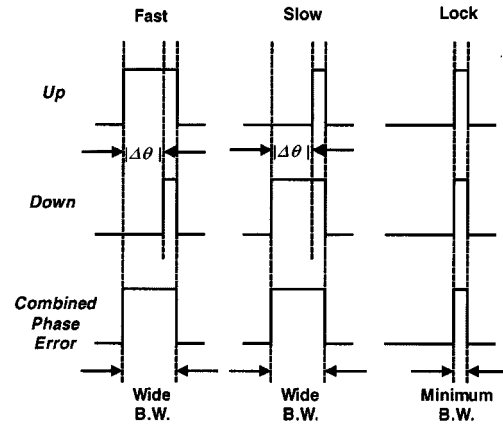 Fast Slow Lock
Up
|Δθ| |Δθ|
Down
Combined
Phase
Error
Wide Wide Minimum
B.W. B.W. B.W.